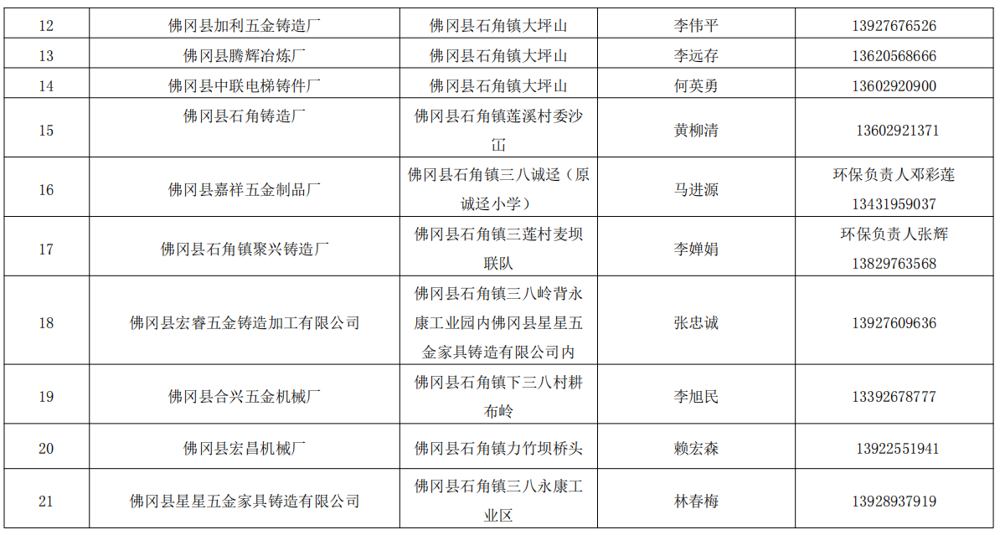 12 佛冈县加利五金铸造厂 佛冈县石角镇大坪山 李伟平 13927676526
13 佛冈县腾辉冶炼厂 佛冈县石角镇大坪山 李远存 13620568666
14 佛冈县中联电梯铸件厂 佛冈县石角镇大坪山 何英勇 13602920900
15 佛冈县石角铸造厂 佛冈县石角镇莲溪村委沙
冚 黄柳清 13602921371
16 佛冈县嘉祥五金制品厂 佛冈县石角镇三八诚迳（原
诚迳小学） 马进源 环保负责人邓彩莲
13431959037
17 佛冈县石角镇聚兴铸造厂 佛冈县石角镇三莲村麦坝
联队 李婵娟 环保负责人张辉
13829763568
18 佛冈县宏睿五金铸造加工有限公司 佛冈县石角镇三八岭背永
康工业园内佛冈县星星五
金家具铸造有限公司内 张忠诚 13927609636
19 佛冈县合兴五金机械厂 佛冈县石角镇下三八村耕
布岭 李旭民 13392678777
20 佛冈县宏昌机械厂 佛冈县石角镇力竹坝桥头 赖宏森 13922551941
21 佛冈县星星五金家具铸造有限公司 佛冈县石角镇三八永康工
业区 林春梅 13928937919